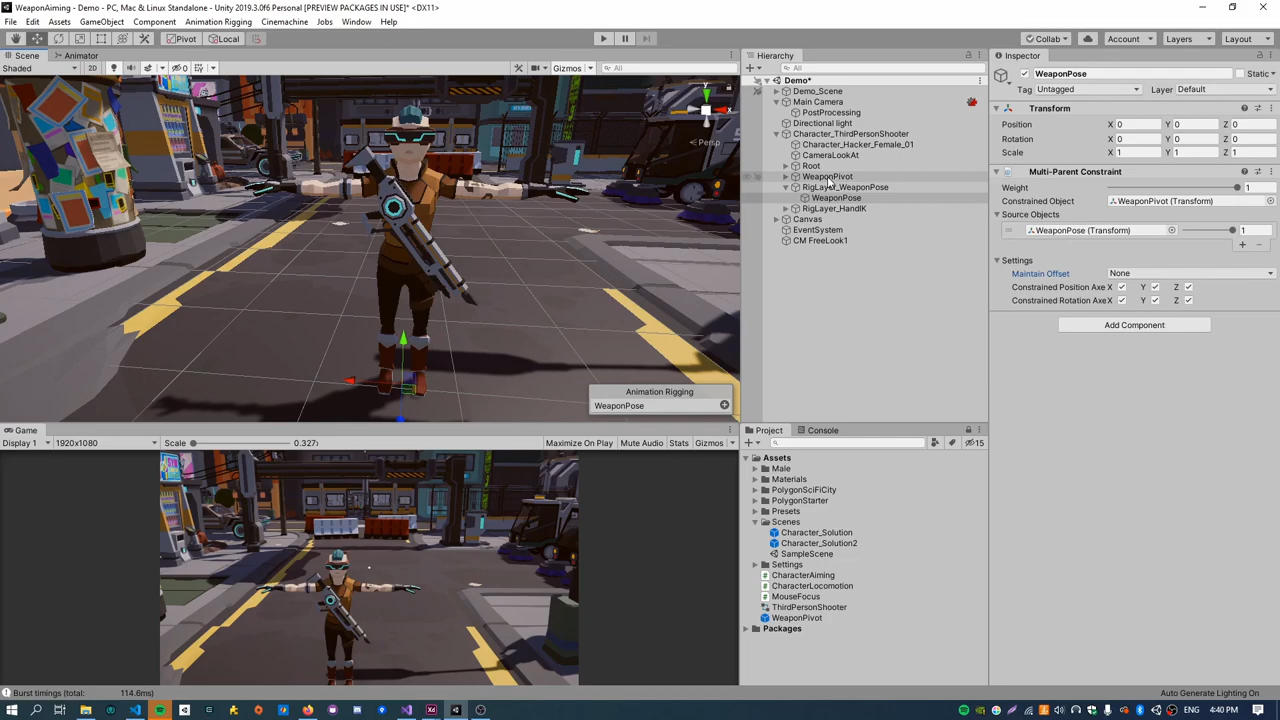 WeaponAiming - Demo - PC, Mac & Linux Standalone - Unity 2019.3.0f6 Personal [PREVIEW PACKAGES IN USE]* <DX11>
File Edit Assets GameObject Component Animation Rigging Cinemachine Jobs Window Help
Pivot Local Collab Account Layers Layout
Scene Animator
Shaded 2D 0 Gizmos All
y x
Persp
Animation Rigging
WeaponPose
Game
Display 1 1920x1080 Scale 0.327x Maximize On Play Mute Audio Stats Gizmos
Hierarchy
All
Demo*
Demo_Scene
Main Camera
PostProcessing
Directional light
Character_ThirdPersonShooter
Character_Hacker_Female_01
CameraLookAt
Root
WeaponPivot
RigLayer_WeaponPose
WeaponPose
RigLayer_HandIK
Canvas
EventSystem
CM FreeLook1
Project Console
15
Assets
Male
Materials
PolygonSciFiCity
PolygonStarter
Presets
Scenes
Character_Solution
Character_Solution2
SampleScene
Settings
CharacterAiming
CharacterLocomotion
MouseFocus
ThirdPersonShooter
WeaponPivot
Packages
Inspector
WeaponPose Static
Tag Untagged Layer Default
Transform
Position X 0 Y 0 Z 0
Rotation X 0 Y 0 Z 0
Scale X 1 Y 1 Z 1
Multi-Parent Constraint
Weight 1
Constrained Object WeaponPivot (Transform)
Source Objects
WeaponPose (Transform) 1
Settings
Maintain Offset None
Constrained Position Axe X Y Z
Constrained Rotation Axe X Y Z
Add Component
Burst timings (total: 114.6ms)
Auto Generate Lighting On
4:40 PM